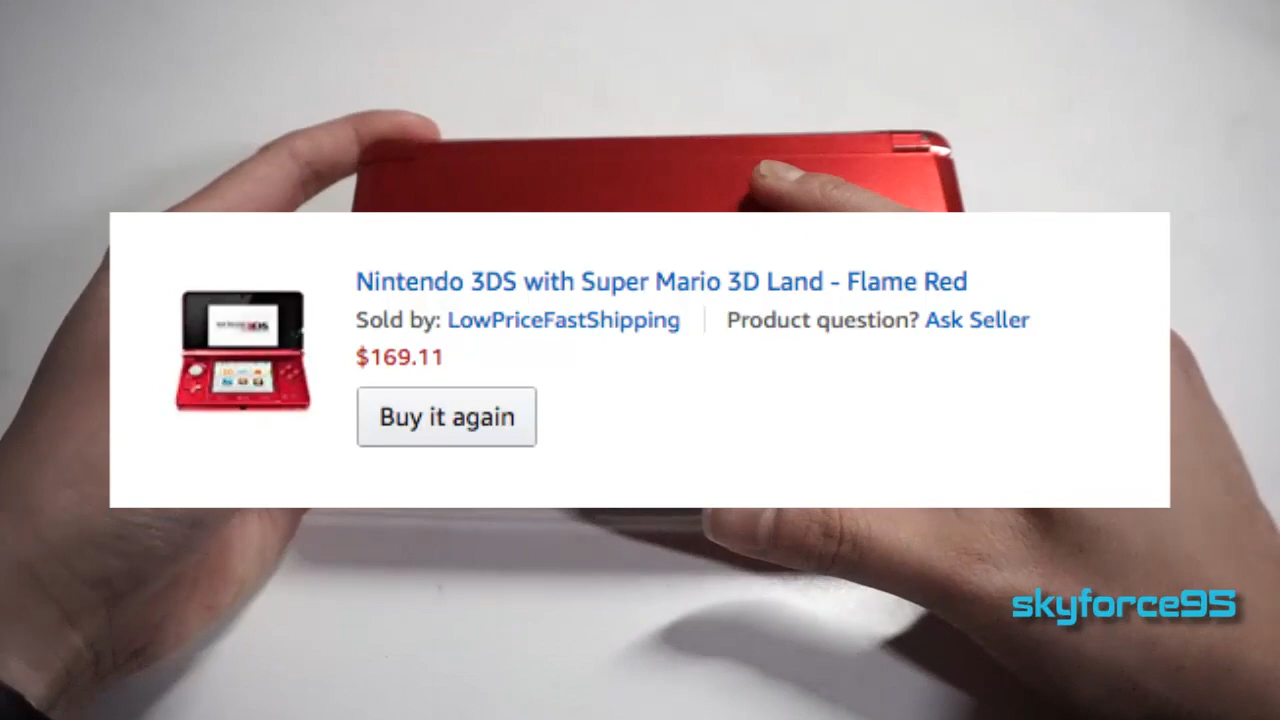 Nintendo 3DS with Super Mario 3D Land - Flame Red
Sold by: LowPriceFastShipping
Product question? Ask Seller
$169.11
Buy it again
skyforce95